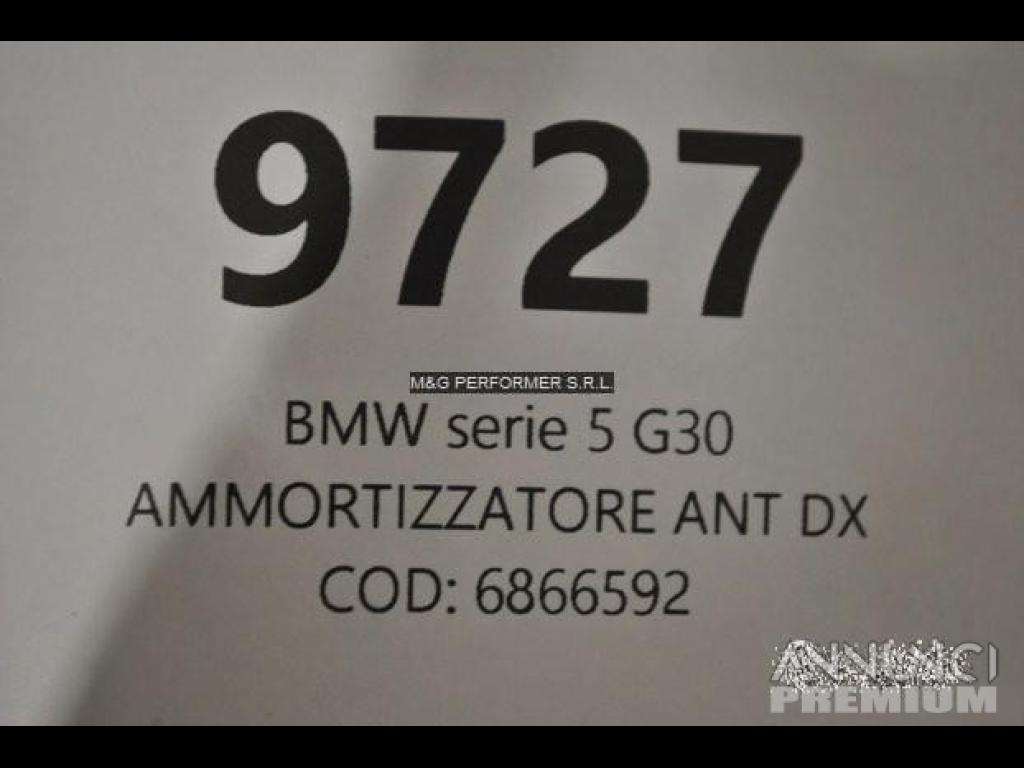 9727
M&G PERFORMER S.R.L.
BMW serie 5 G30
AMMORTIZZATORE ANT DX
COD: 6866592
ANNUNCI
PREMIUM